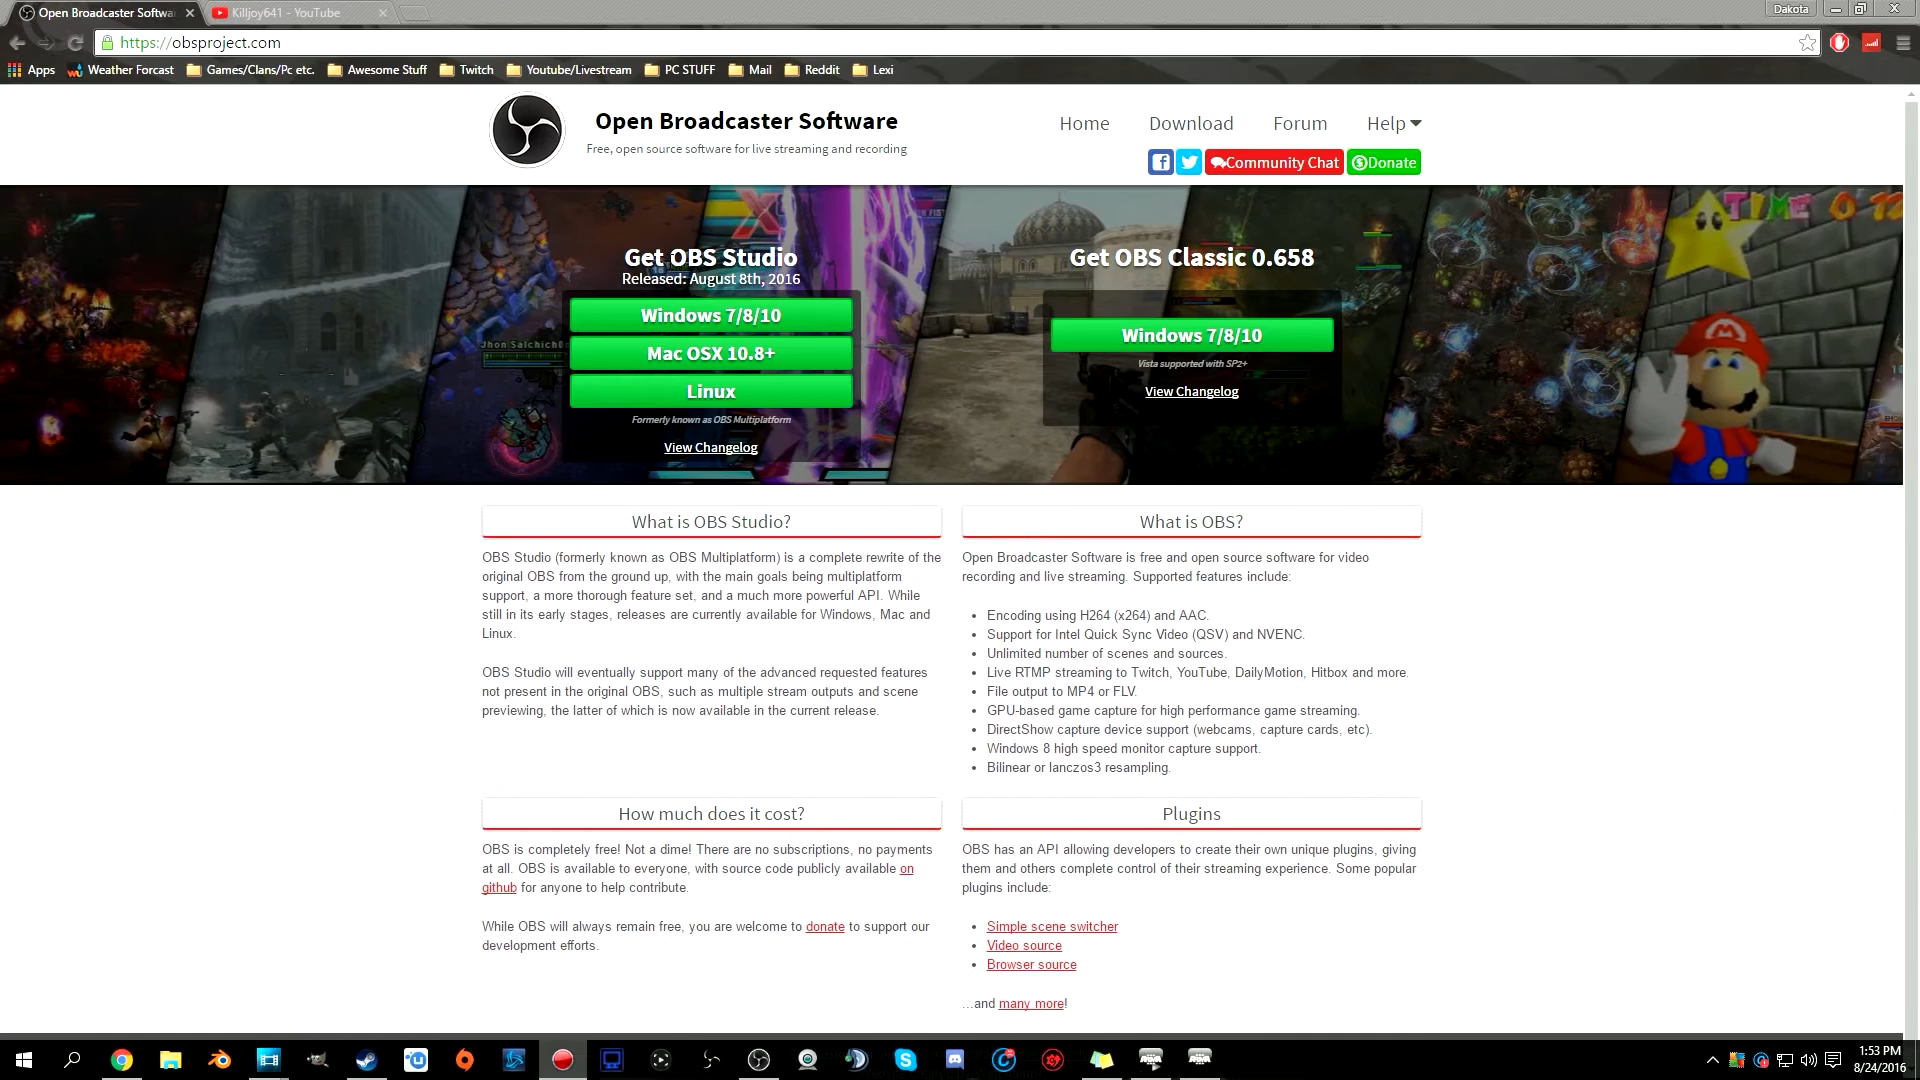 Open Broadcaster Softwa
Killjoy641 - YouTube
Dakota
https://obsproject.com
Apps
Weather Forcast
Games/Clans/Pc etc.
Awesome Stuff
Twitch
Youtube/Livestream
PC STUFF
Mail
Reddit
Lexi
Open Broadcaster Software
Free, open source software for live streaming and recording
Home
Download
Forum
Help
Community Chat
Donate
TIME 0 12
Get OBS Studio
Released: August 8th, 2016
Windows 7/8/10
Mac OSX 10.8+
Linux
Formerly known as OBS Multiplatform
View Changelog
Get OBS Classic 0.658
Windows 7/8/10
Vista supported with SP2+
View Changelog
What is OBS Studio?
OBS Studio (formerly known as OBS Multiplatform) is a complete rewrite of the
original OBS from the ground up, with the main goals being multiplatform
support, a more thorough feature set, and a much more powerful API. While
still in its early stages, releases are currently available for Windows, Mac and
Linux.
OBS Studio will eventually support many of the advanced requested features
not present in the original OBS, such as multiple stream outputs and scene
previewing, the latter of which is now available in the current release.
What is OBS?
Open Broadcaster Software is free and open source software for video
recording and live streaming. Supported features include:
Encoding using H264 (x264) and AAC.
Support for Intel Quick Sync Video (QSV) and NVENC.
Unlimited number of scenes and sources.
Live RTMP streaming to Twitch, YouTube, DailyMotion, Hitbox and more.
File output to MP4 or FLV.
GPU-based game capture for high performance game streaming.
DirectShow capture device support (webcams, capture cards, etc).
Windows 8 high speed monitor capture support.
Bilinear or lanczos3 resampling.
How much does it cost?
OBS is completely free! Not a dime! There are no subscriptions, no payments
at all. OBS is available to everyone, with source code publicly available on
github for anyone to help contribute.
While OBS will always remain free, you are welcome to donate to support our
development efforts.
Plugins
OBS has an API allowing developers to create their own unique plugins, giving
them and others complete control of their streaming experience. Some popular
plugins include:
Simple scene switcher
Video source
Browser source
...and many more!
1:53 PM
8/24/2016